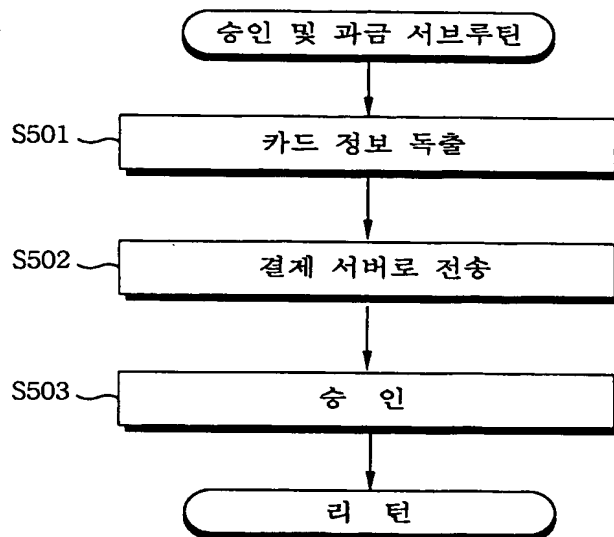 승인 및 과금 서브루틴
S501 카드 정보 독출
S502 결제 서버로 전송
S503 승 인
리 턴